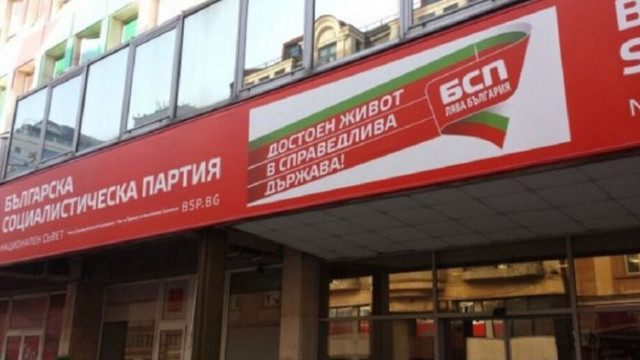 БЪЛГАРСКА
СОЦИАЛИСТИЧЕСКА ПАРТИЯ
НАЦИОНАЛЕН СЪВЕТ
BSP.BG
ДОСТОЕН ЖИВОТ
В СПРАВЕДЛИВА
ДЪРЖАВА!
БСП
ЛЯВА БЪЛГАРИЯ
B
S
N